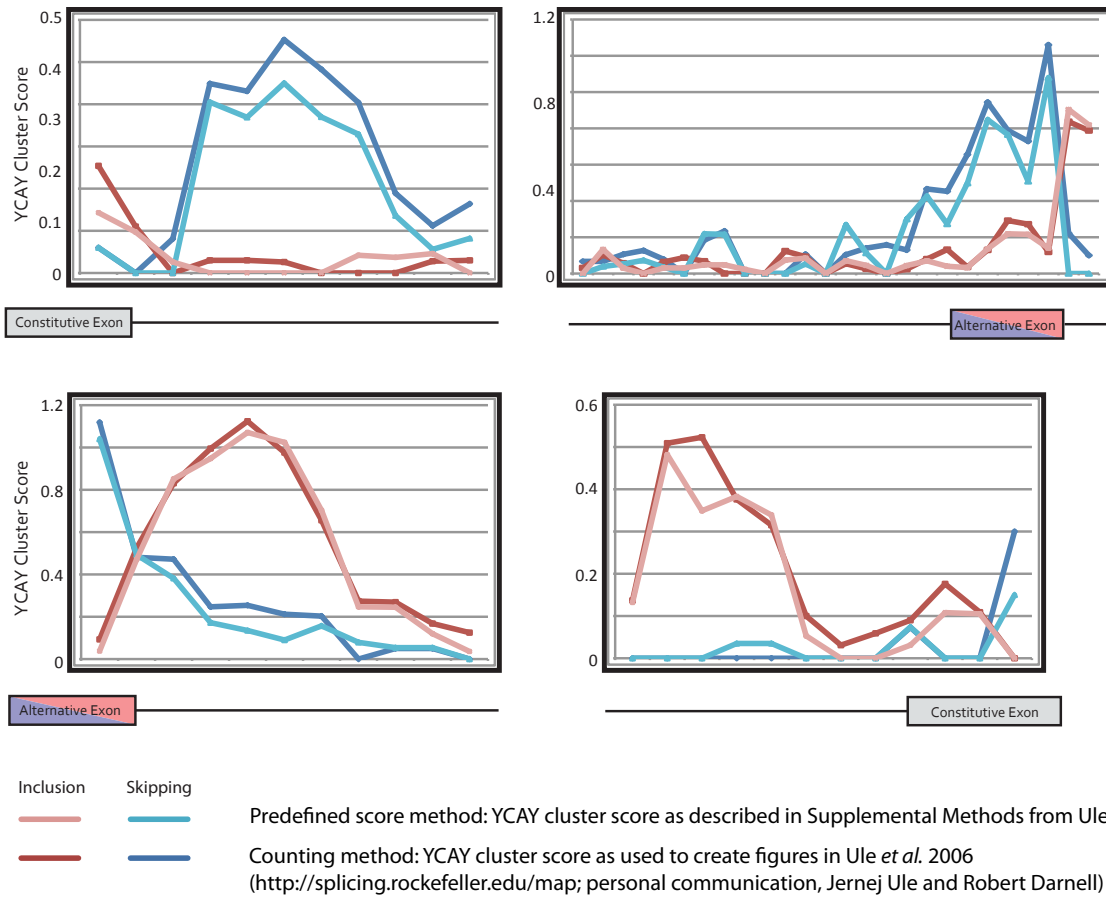 YCAY Cluster Score
0.5
0.4
0.3
0.2
0.1
0
1.2
0.8
0.4
0
Constitutive Exon
Alternative Exon
YCAY Cluster Score
1.2
0.8
0.4
0
0.6
0.4
0.2
0
Alternative Exon
Constitutive Exon
Inclusion Skipping
Predefined score method: YCAY cluster score as described in Supplemental Methods from Ule
Counting method: YCAY cluster score as used to create figures in Ule et al. 2006
(http://splicing.rockefeller.edu/map; personal communication, Jernej Ule and Robert Darnell)